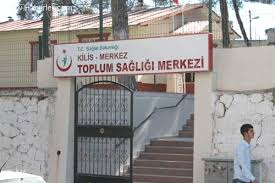 T.C. Sağlık Bakanlığı
KİLİS - MERKEZ
TOPLUM SAĞLIĞI MERKEZİ